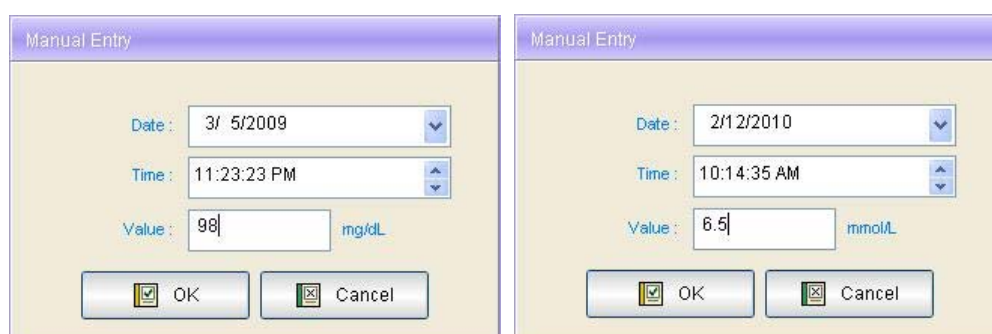 Manual Entry
Date : 3/ 5/2009
Time : 11:23:23 PM
Value : 98 mg/dL
OK Cancel
Manual Entry
Date : 2/12/2010
Time : 10:14:35 AM
Value : 6.5 mmol/L
OK Cancel